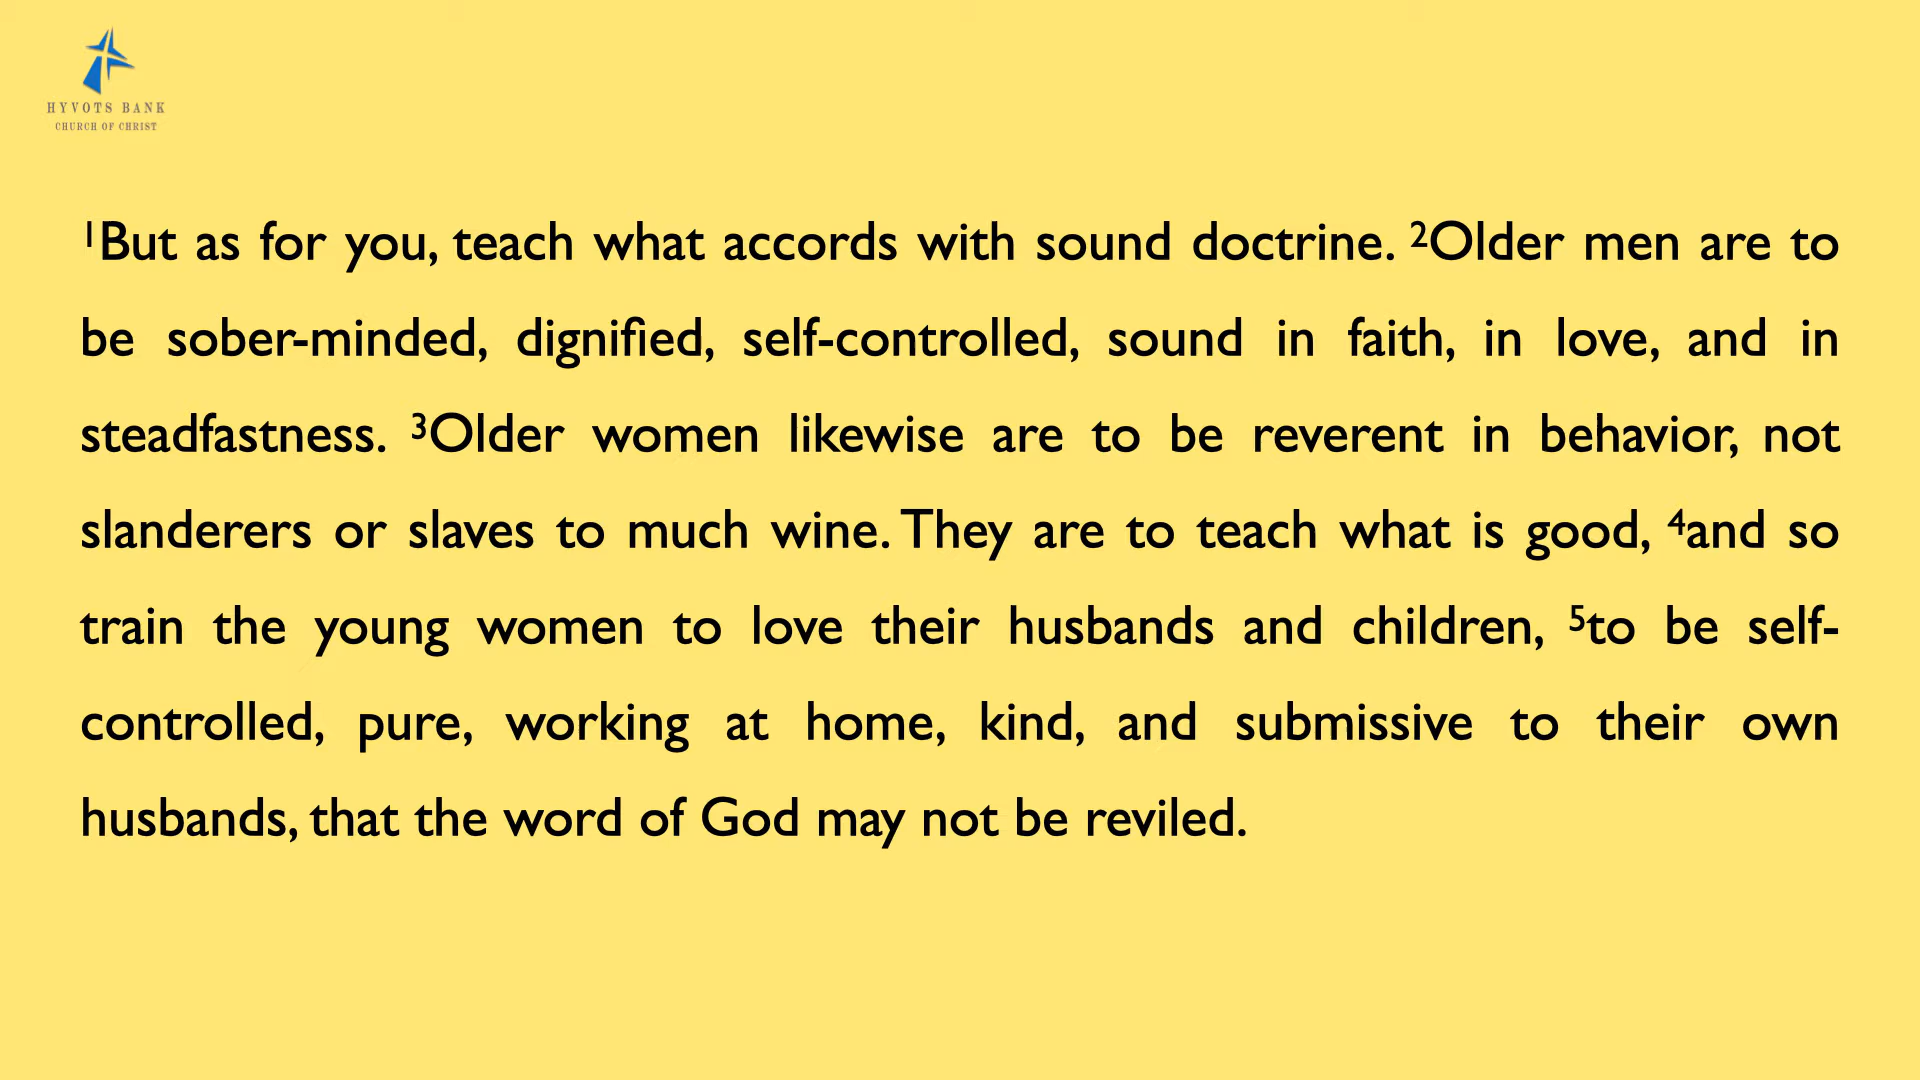 HYVOTS BANK
CHURCH OF CHRIST
¹But as for you, teach what accords with sound doctrine. ²Older men are to
be sober-minded, dignified, self-controlled, sound in faith, in love, and in
steadfastness. ³Older women likewise are to be reverent in behavior, not
slanderers or slaves to much wine. They are to teach what is good, ⁴and so
train the young women to love their husbands and children, ⁵to be self-
controlled, pure, working at home, kind, and submissive to their own
husbands, that the word of God may not be reviled.